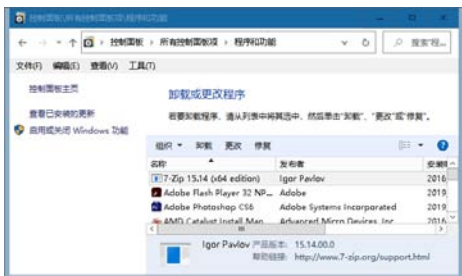 控制面板\所有控制面板项\程序和功能
控制面板 › 所有控制面板项 › 程序和功能
搜索"程...
文件(F) 编辑(E) 查看(V) 工具(T)
控制面板主页
查看已安装的更新
启用或关闭 Windows 功能
卸载或更改程序
若要卸载程序，请从列表中将其选中，然后单击"卸载"、"更改"或"修复"。
组织 卸载 更改 修复
名称 发布者 安装时
7-Zip 15.14 (x64 edition) Igor Pavlov 2016
Adobe Flash Player 32 NP... Adobe 2019
Adobe Photoshop CS6 Adobe Systems Incorporated 2019
AMD Catalyst Install Man... Advanced Micro Devices, Inc. 2016
Igor Pavlov 产品版本: 15.14.00.0
帮助链接: http://www.7-zip.org/support.html